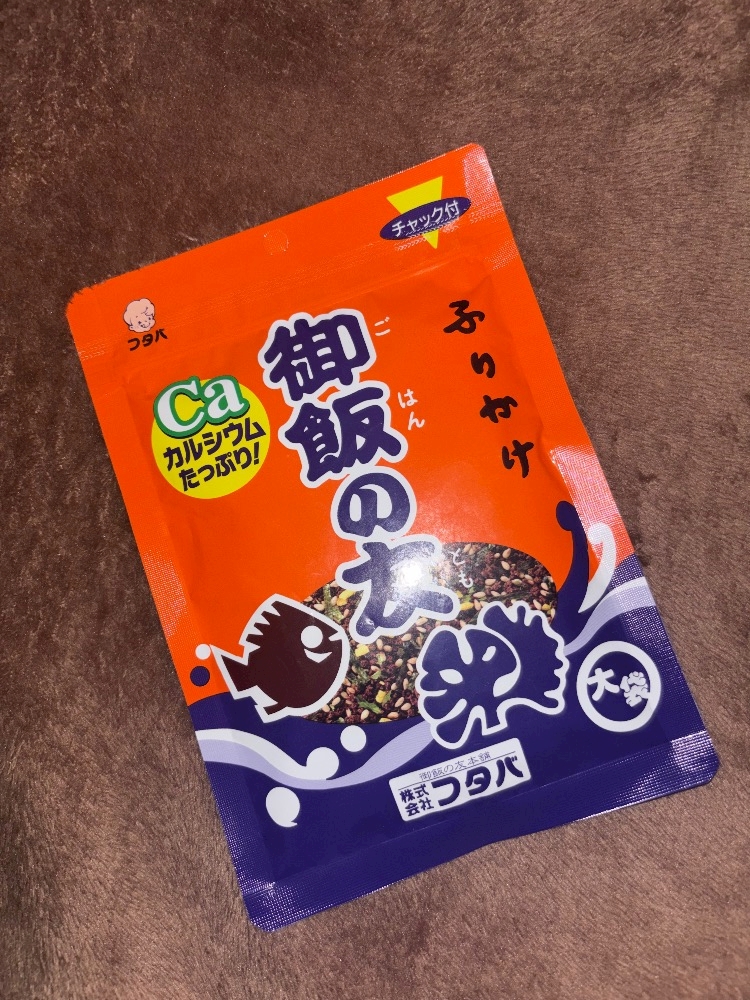 チャック付
フタバ
ふりかけ
Ca
カルシウム
たっぷり!
御飯の友
ごはんとも
大袋
御飯の友本舗
株式会社
フタバ